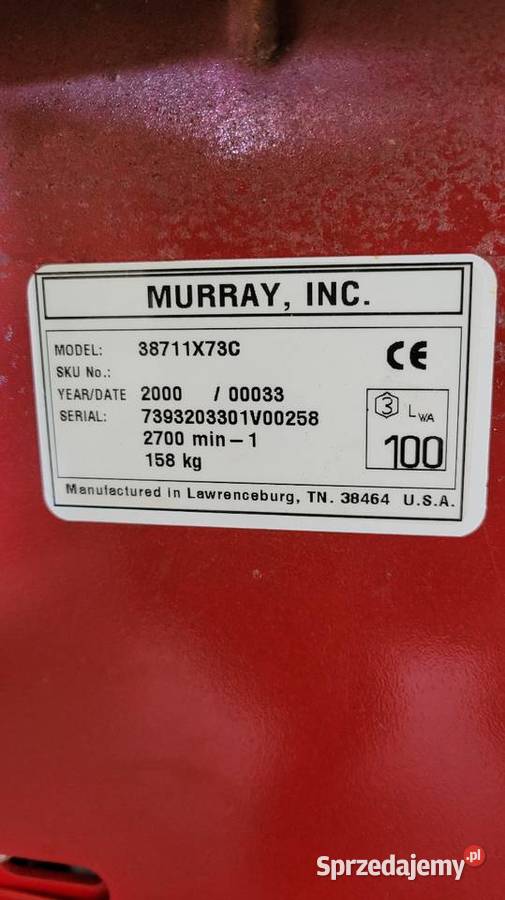 MURRAY, INC.
MODEL: 38711X73C
CE
SKU No.:
YEAR/DATE 2000 / 00033
SERIAL: 7393203301V00258
2700 min-1
158 kg
3 LWA
100
Manufactured in Lawrenceburg, TN. 38464 U.S.A.
Sprzedajemy.pl